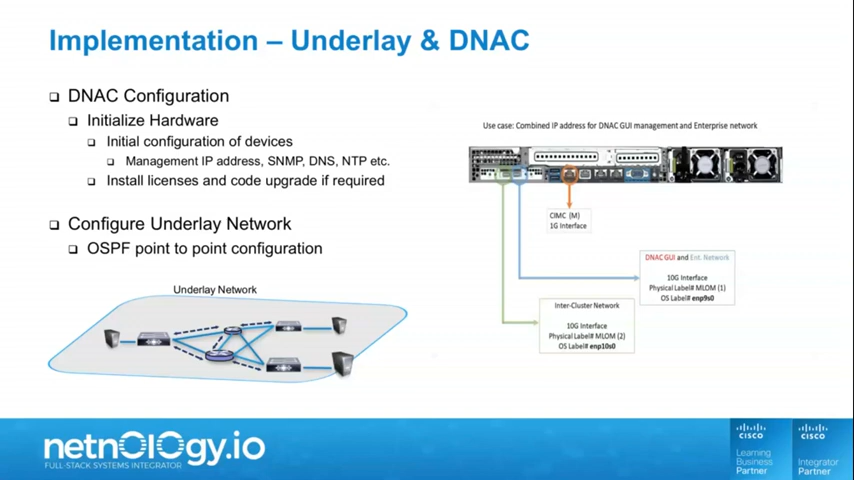 Implementation – Underlay & DNAC
DNAC Configuration
Initialize Hardware
Initial configuration of devices
Management IP address, SNMP, DNS, NTP etc.
Install licenses and code upgrade if required
Configure Underlay Network
OSPF point to point configuration
Underlay Network
Use case: Combined IP address for DNAC GUI management and Enterprise network
CIMC (M)
1G Interface
DNAC GUI and Ent. Network
10G Interface
Physical Label# MLOM (1)
OS Label# enp9s0
Inter-Cluster Network
10G Interface
Physical Label# MLOM (2)
OS Label# enp10s0
netnology.io
FULL-STACK SYSTEMS INTEGRATOR
CISCO
Learning
Business
Partner
CISCO
Integrator
Partner